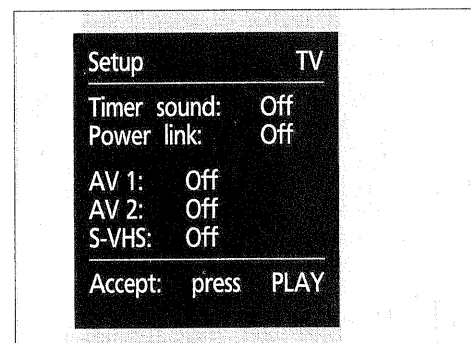 Setup TV
Timer sound: Off
Power link: Off
AV 1: Off
AV 2: Off
S-VHS: Off
Accept: press PLAY